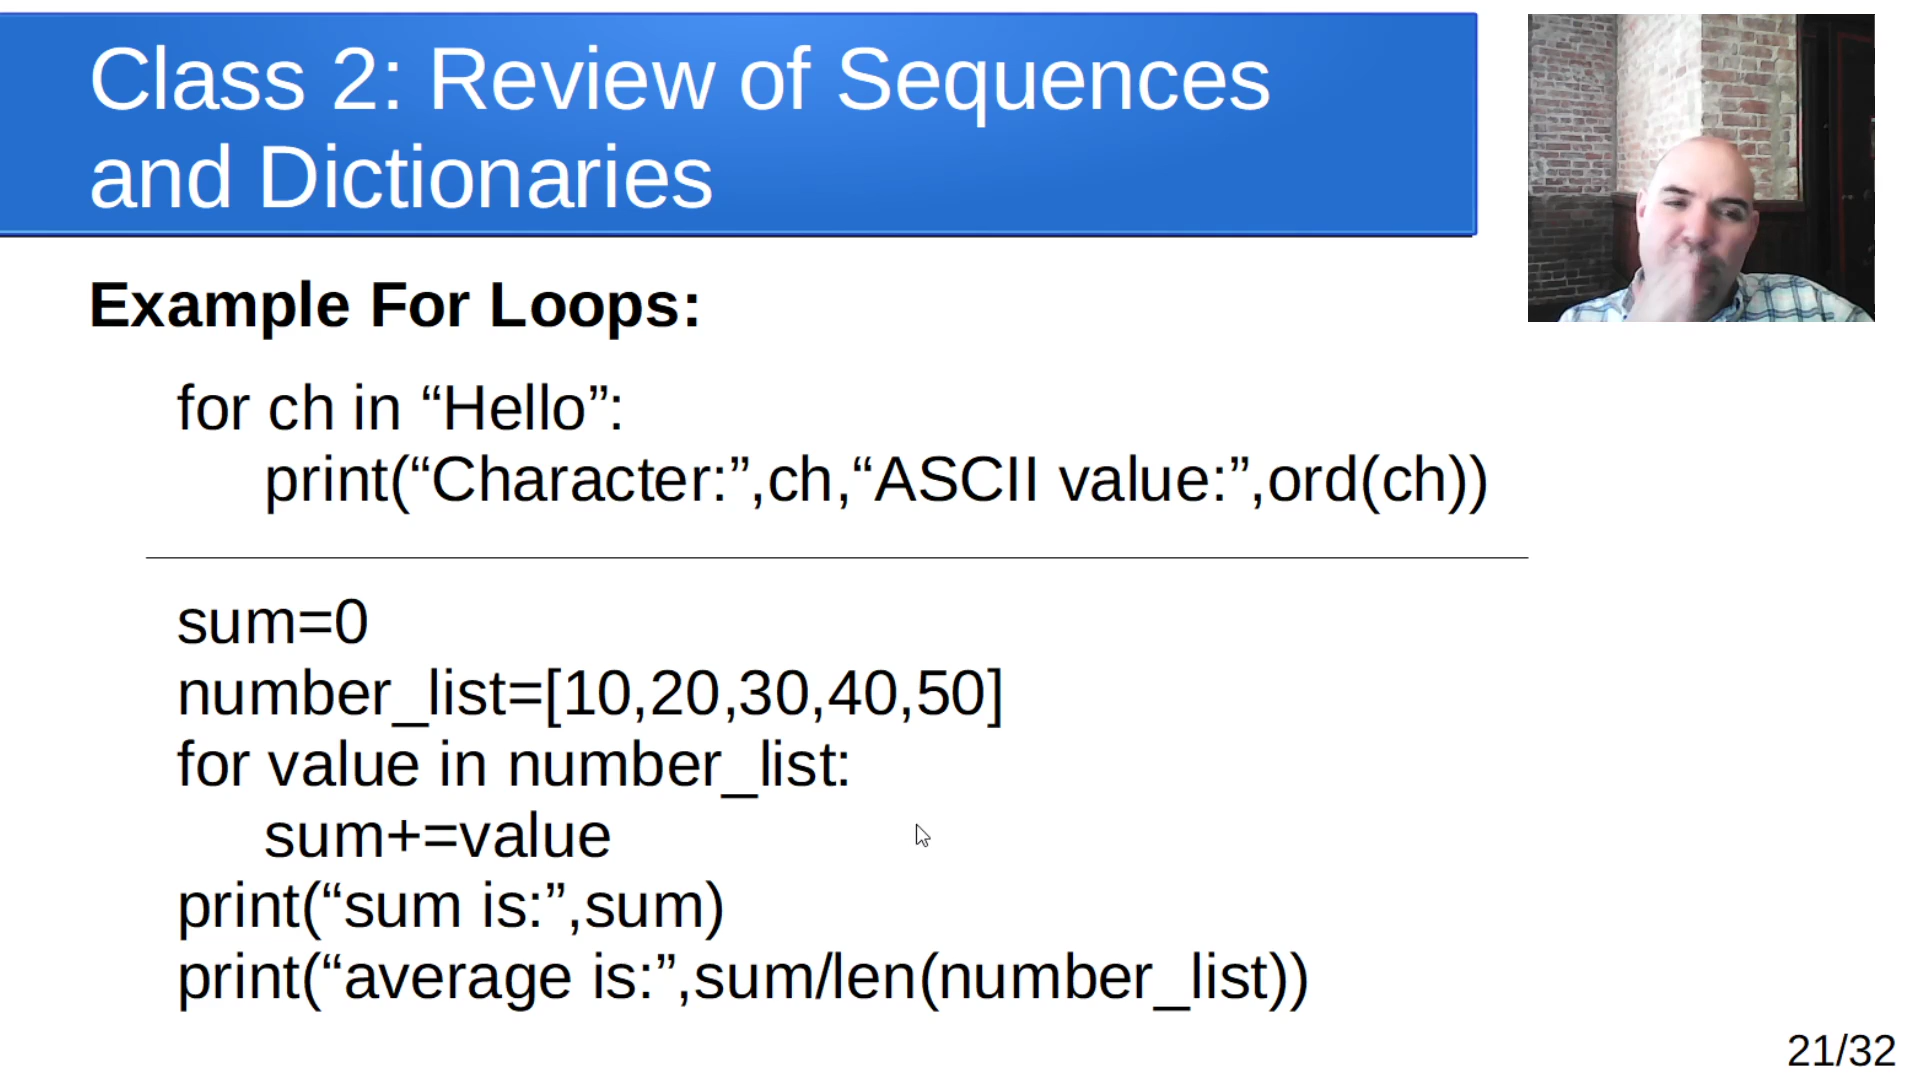 Class 2: Review of Sequences
and Dictionaries
Example For Loops:
for ch in “Hello”:
print(“Character:”,ch,“ASCII value:”,ord(ch))
sum=0
number_list=[10,20,30,40,50]
for value in number_list:
sum+=value
print(“sum is:”,sum)
print(“average is:”,sum/len(number_list))
21/32